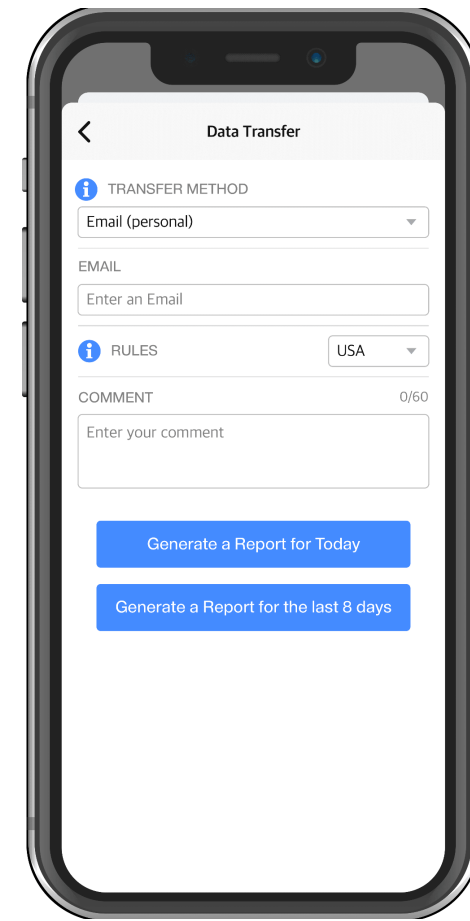 Data Transfer
TRANSFER METHOD
Email (personal)
EMAIL
Enter an Email
RULES
USA
COMMENT
0/60
Enter your comment
Generate a Report for Today
Generate a Report for the last 8 days